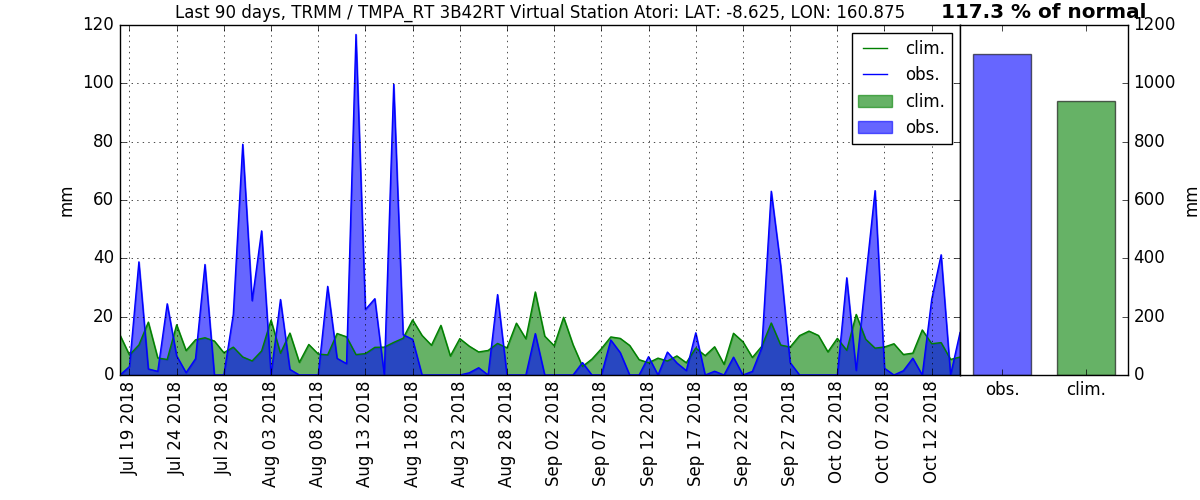 Last 90 days, TRMM / TMPA_RT 3B42RT Virtual Station Atori: LAT: -8.625, LON: 160.875
117.3 % of normal
120
100
80
60
40
20
0
mm
clim.
obs.
clim.
obs.
1200
1000
800
600
400
200
0
mm
Jul 19 2018
Jul 24 2018
Jul 29 2018
Aug 03 2018
Aug 08 2018
Aug 13 2018
Aug 18 2018
Aug 23 2018
Aug 28 2018
Sep 02 2018
Sep 07 2018
Sep 12 2018
Sep 17 2018
Sep 22 2018
Sep 27 2018
Oct 02 2018
Oct 07 2018
Oct 12 2018
obs.
clim.